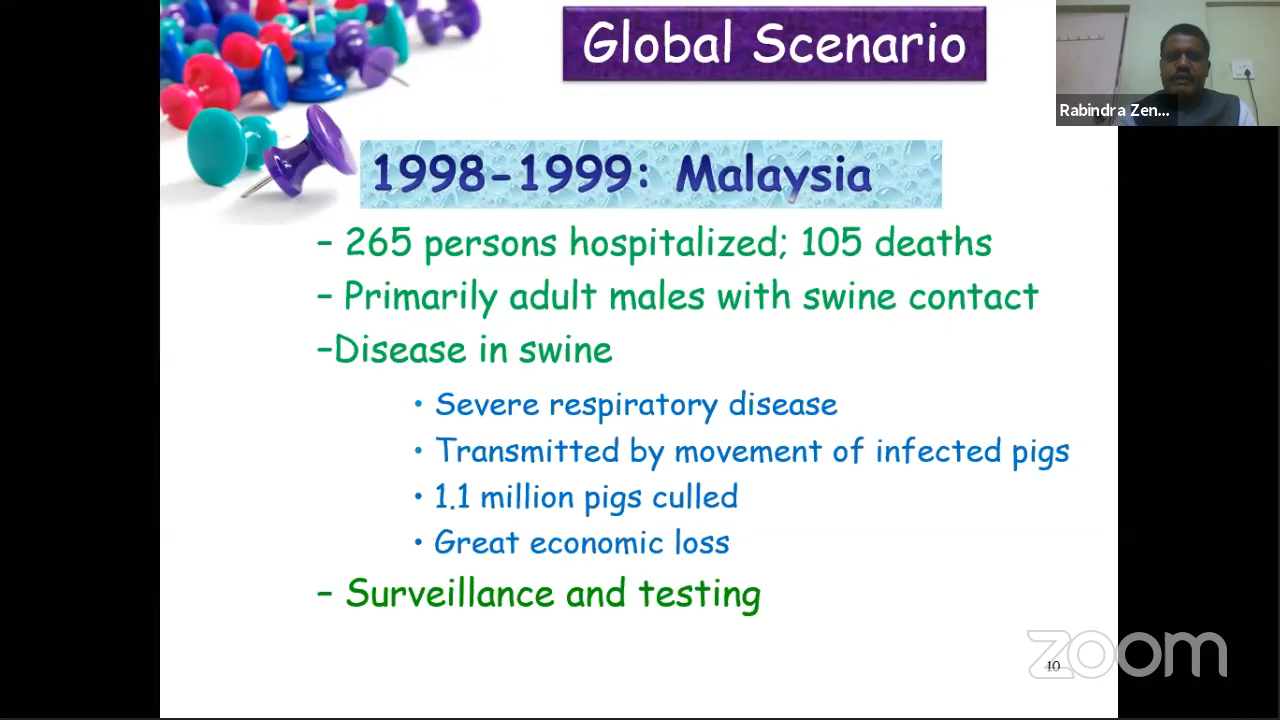 Global Scenario
Rabindra Zen...
1998-1999: Malaysia
- 265 persons hospitalized; 105 deaths
- Primarily adult males with swine contact
-Disease in swine
• Severe respiratory disease
• Transmitted by movement of infected pigs
• 1.1 million pigs culled
• Great economic loss
- Surveillance and testing
zoom
10